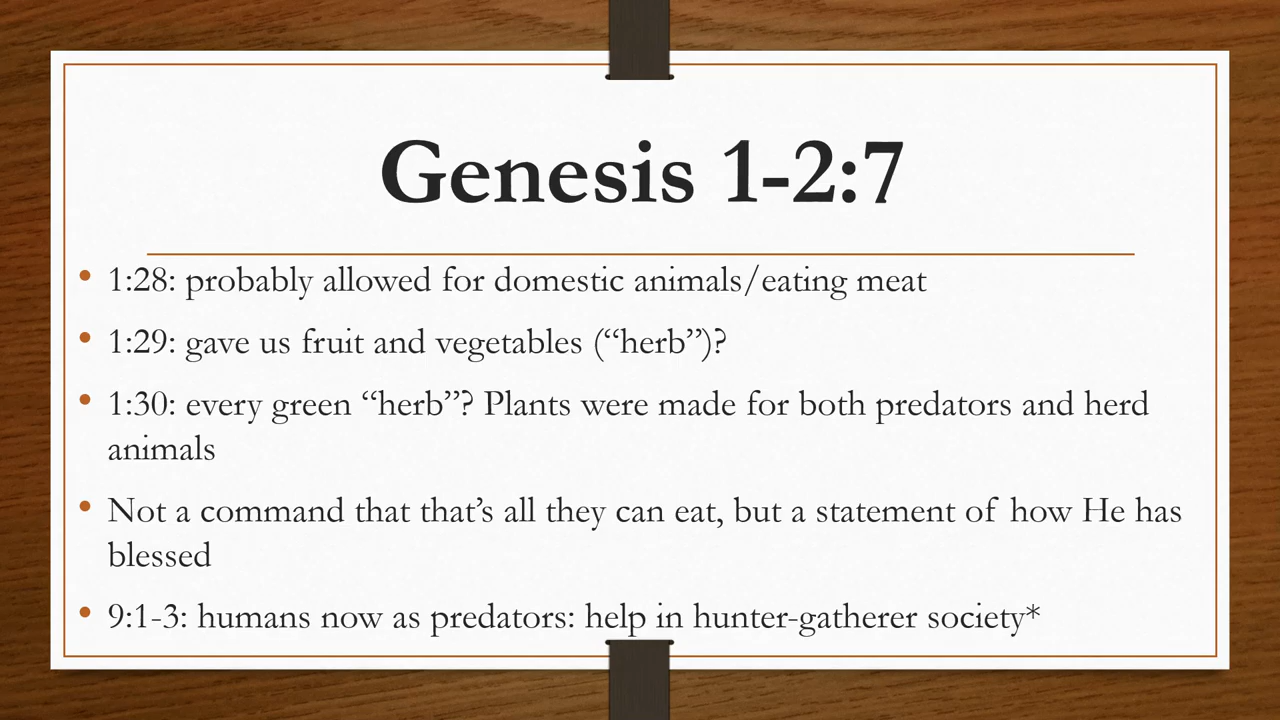 Genesis 1-2:7
• 1:28: probably allowed for domestic animals/eating meat
• 1:29: gave us fruit and vegetables (“herb”)?
• 1:30: every green “herb”? Plants were made for both predators and herd
animals
• Not a command that that’s all they can eat, but a statement of how He has
blessed
• 9:1-3: humans now as predators: help in hunter-gatherer society*